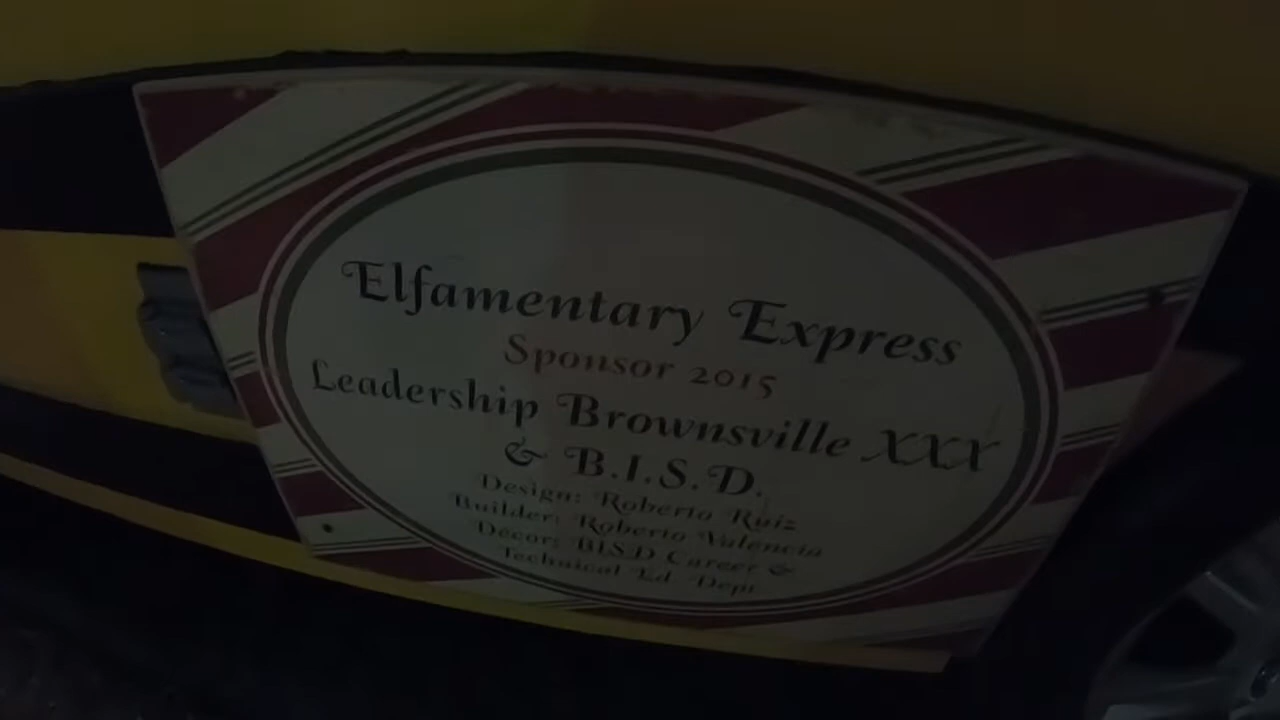 Elfamentary Express
Sponsor 2015
Leadership Brownsville XXX
& B.I.S.D.
Design: Roberto Ruiz
Builder: Roberto Valencia
Decor: BISD Career &
Technical Ed. Dept